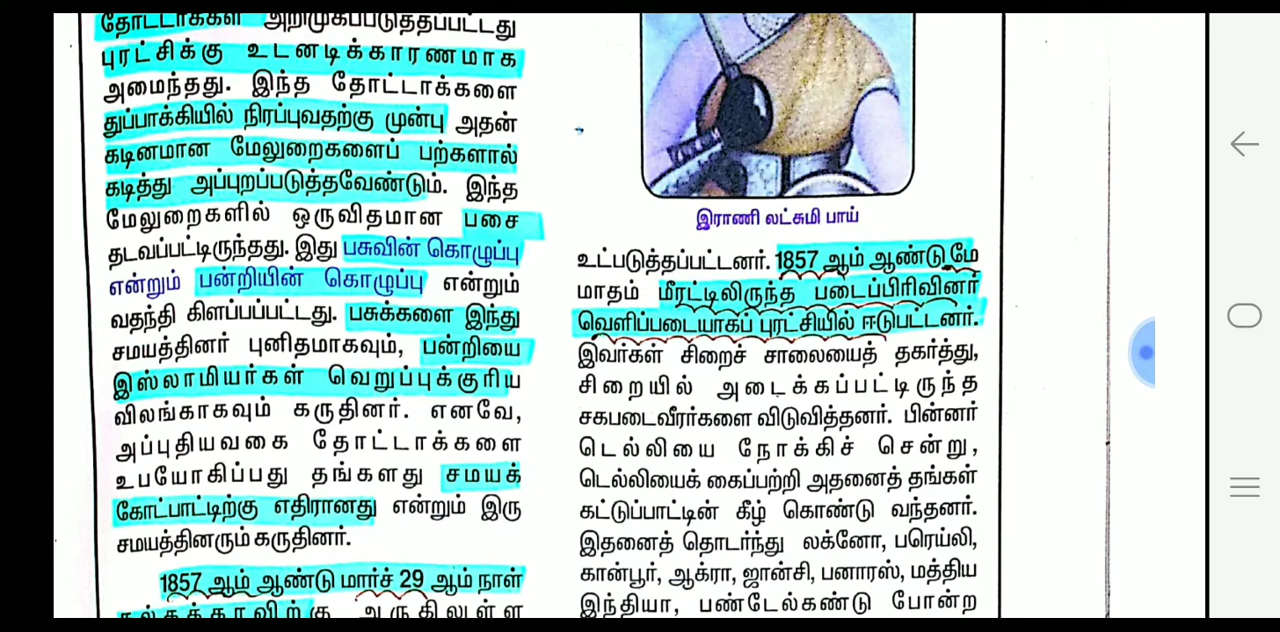 தோட்டாக்கள் அறிமுகப்படுத்தப்பட்டது
புரட்சிக்கு உடனடிக்காரணமாக
அமைந்தது. இந்த தோட்டாக்களை
துப்பாக்கியில் நிரப்புவதற்கு முன்பு அதன்
கடினமான மேலுறைகளைப் பற்களால்
கடித்து அப்புறப்படுத்தவேண்டும். இந்த
மேலுறைகளில் ஒருவிதமான பசை
தடவப்பட்டிருந்தது. இது பசுவின் கொழுப்பு
என்றும் பன்றியின் கொழுப்பு என்றும்
வதந்தி கிளப்பப்பட்டது. பசுக்களை இந்து
சமயத்தினர் புனிதமாகவும், பன்றியை
இஸ்லாமியர்கள் வெறுப்புக்குரிய
விலங்காகவும் கருதினர். எனவே,
அப்புதியவகை தோட்டாக்களை
உபயோகிப்பது தங்களது சமயக்
கோட்பாட்டிற்கு எதிரானது என்றும் இரு
சமயத்தினரும் கருதினர்.
1857 ஆம் ஆண்டு மார்ச் 29 ஆம் நாள்
அருகிலுள்ள
இராணி லட்சுமி பாய்
உட்படுத்தப்பட்டனர். 1857 ஆம் ஆண்டு மே
மாதம் மீரட்டிலிருந்த படைப்பிரிவினர்
வெளிப்படையாகப் புரட்சியில் ஈடுபட்டனர்.
இவர்கள் சிறைச் சாலையைத் தகர்த்து,
சிறையில் அடைக்கப்பட்டிருந்த
சகபடைவீரர்களை விடுவித்தனர். பின்னர்
டெல்லியை நோக்கிச் சென்று,
டெல்லியைக் கைப்பற்றி அதனைத் தங்கள்
கட்டுப்பாட்டின் கீழ் கொண்டு வந்தனர்.
இதனைத் தொடர்ந்து லக்னோ, பரெய்லி,
கான்பூர், ஆக்ரா, ஜான்சி, பனாரஸ், மத்திய
இந்தியா, பண்டேல்கண்டு போன்ற